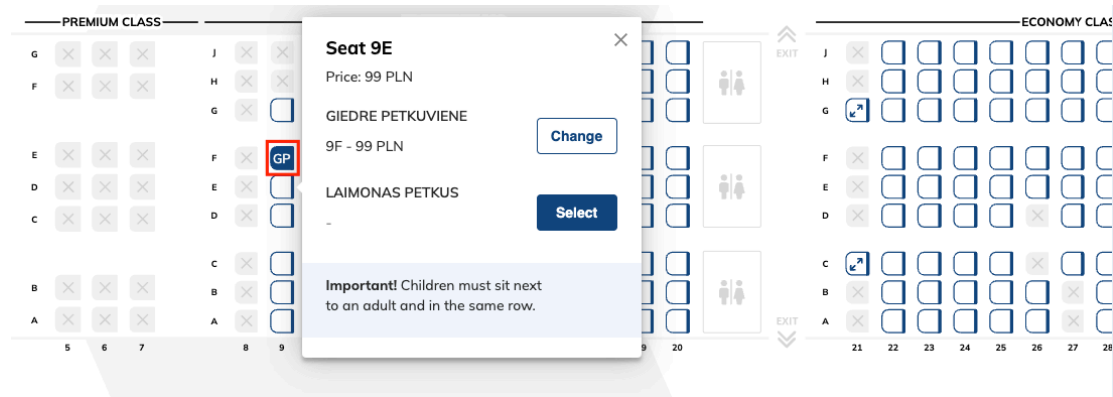 PREMIUM CLASS
ECONOMY CLAS
Seat 9E
Price: 99 PLN
GIEDRE PETKUVIENE
9F - 99 PLN
Change
LAIMONAS PETKUS
-
Select
Important! Children must sit next
to an adult and in the same row.
G
F
E
D
C
B
A
5 6 7
J
H
G
F
GP
E
D
C
B
A
8 9
9 20
EXIT
EXIT
J
H
G
F
E
D
C
B
A
21 22 23 24 25 26 27 28